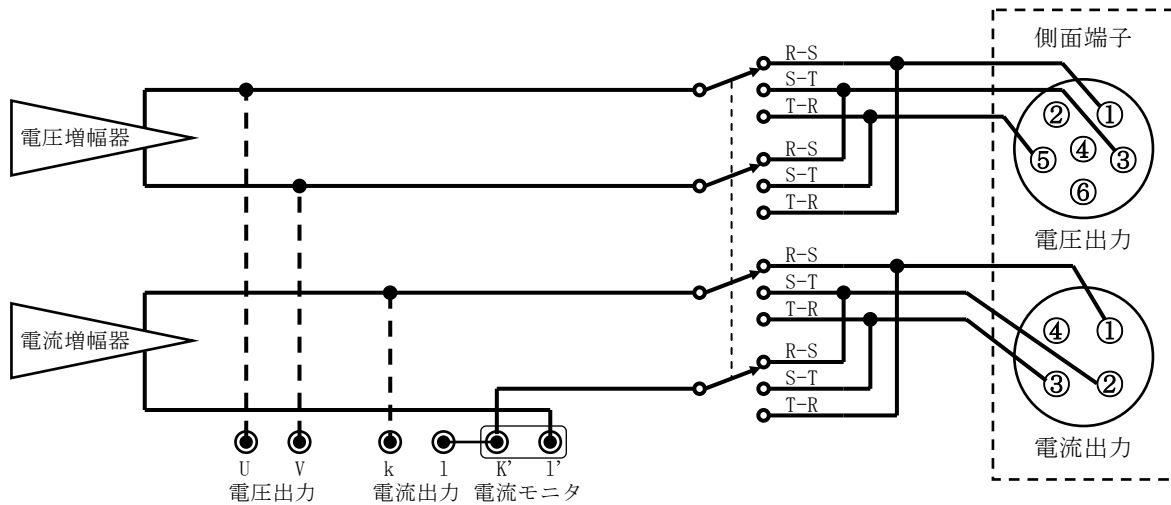 側面端子
R-S
S-T
T-R
電圧増幅器
② ①
④
⑤ ③
⑥
R-S
S-T
T-R
電圧出力
R-S
S-T
T-R
電流増幅器
④ ①
③ ②
R-S
S-T
T-R
電流出力
U V k l K' l'
電圧出力 電流出力 電流モニタ